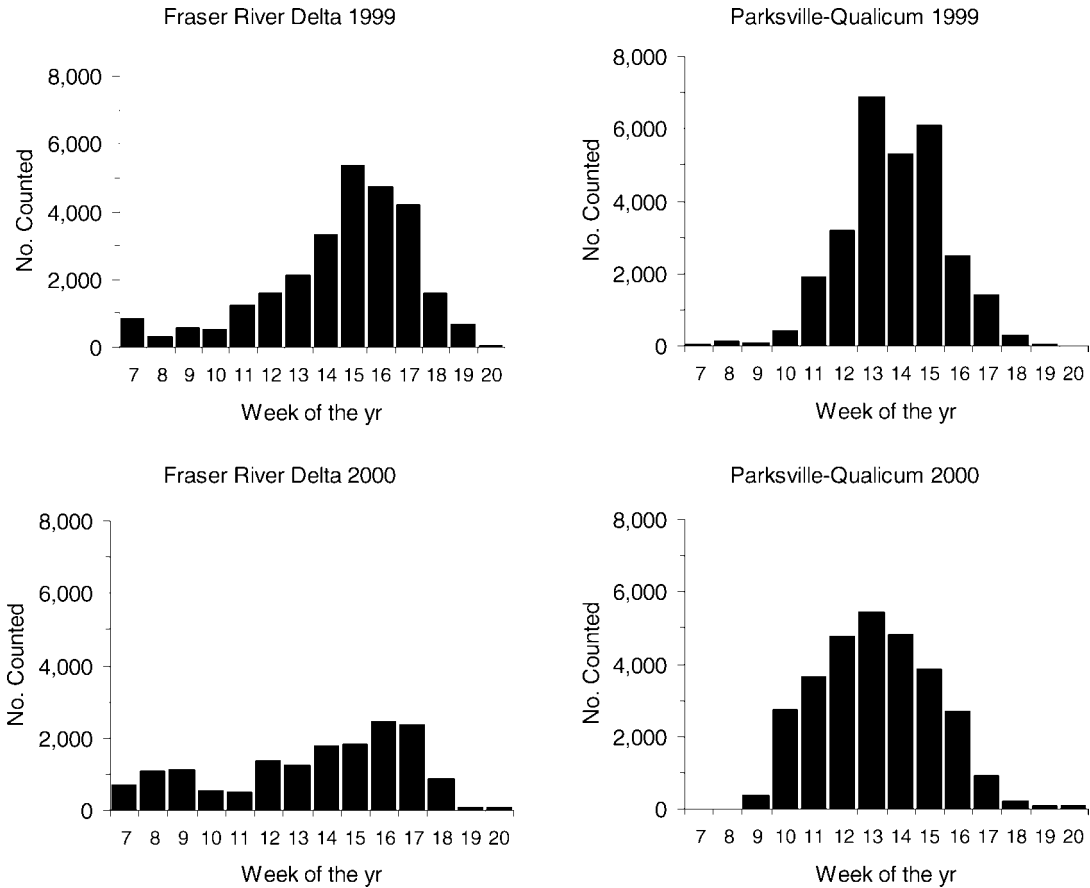 Fraser River Delta 1999
8,000
6,000
4,000
2,000
0
No. Counted
7 8 9 10 11 12 13 14 15 16 17 18 19 20
Week of the yr
Parksville-Qualicum 1999
8,000
6,000
4,000
2,000
0
No. Counted
7 8 9 10 11 12 13 14 15 16 17 18 19 20
Week of the yr
Fraser River Delta 2000
8,000
6,000
4,000
2,000
0
No. Counted
7 8 9 10 11 12 13 14 15 16 17 18 19 20
Week of the yr
Parksville-Qualicum 2000
8,000
6,000
4,000
2,000
0
No. Counted
7 8 9 10 11 12 13 14 15 16 17 18 19 20
Week of the yr